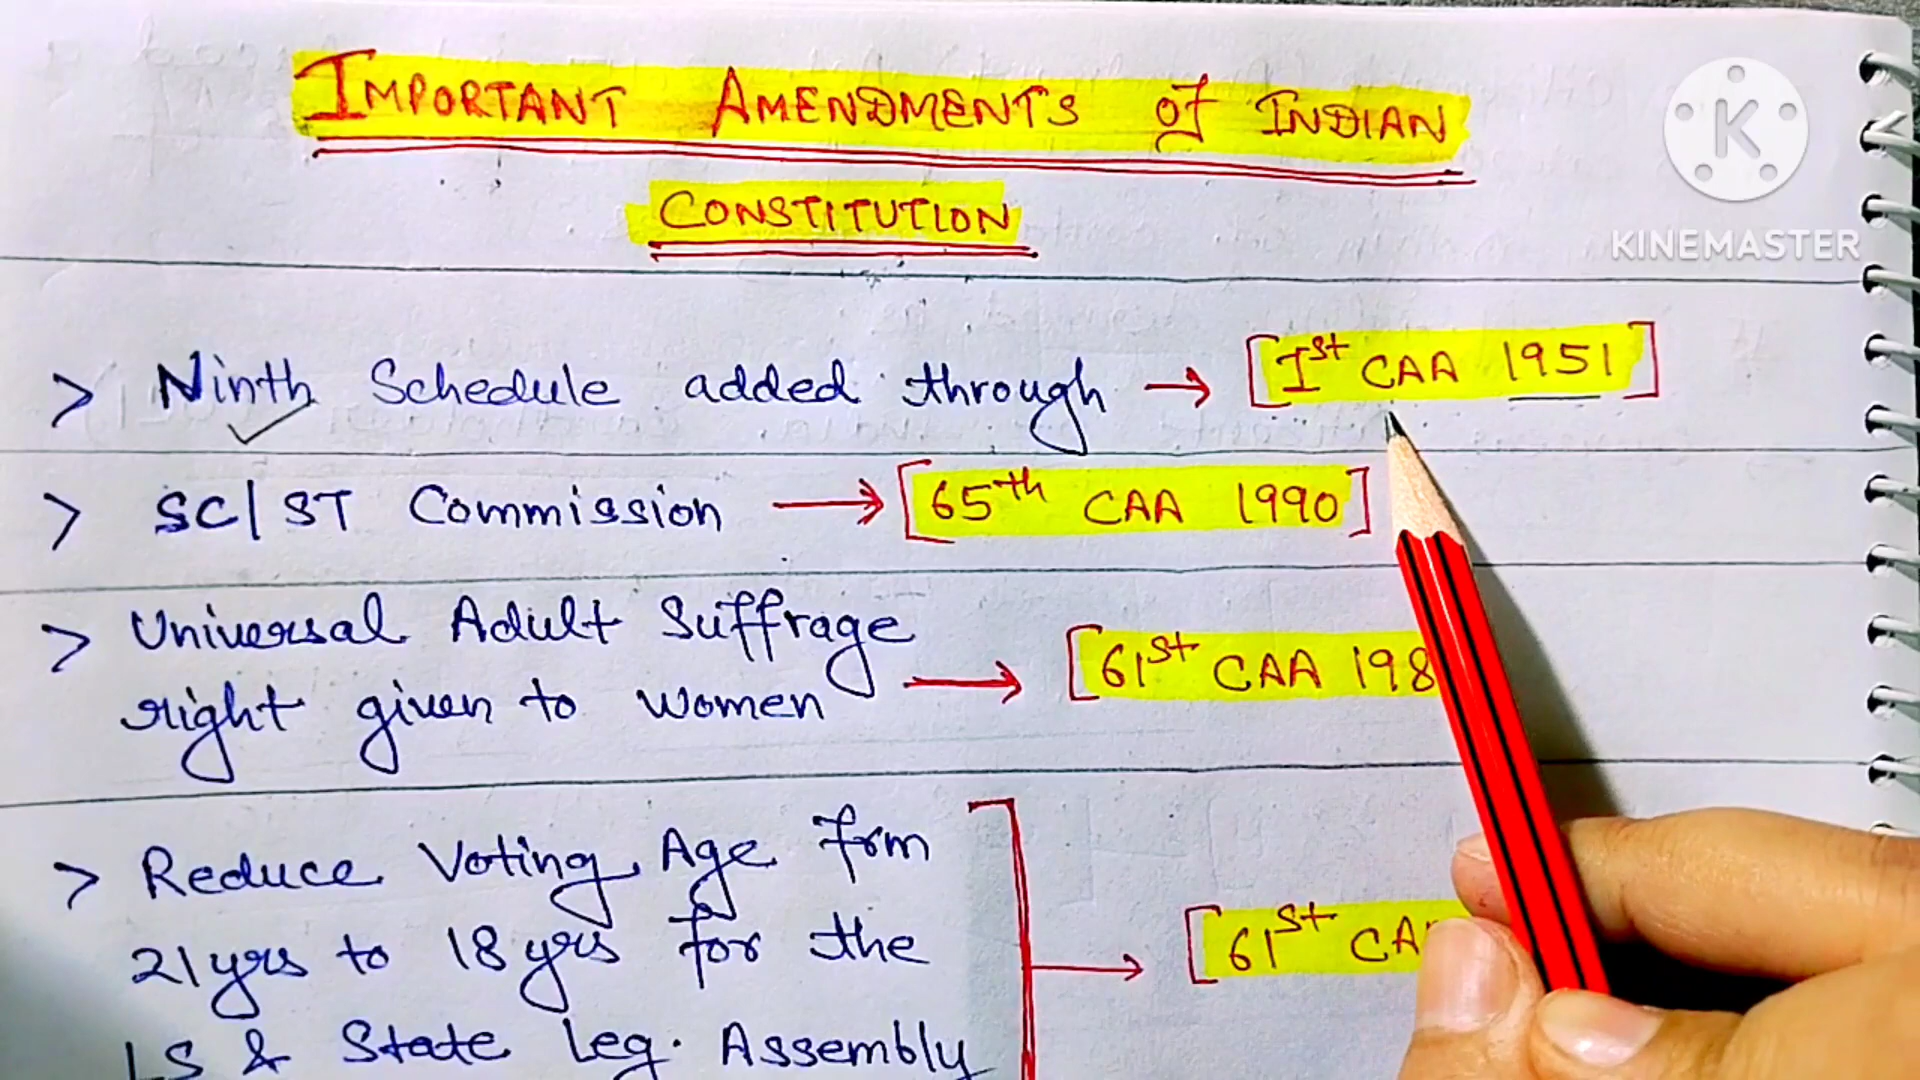 IMPORTANT AMENDMENTS of INDIAN
CONSTITUTION
K
KINEMASTER
> Ninth Schedule added through → [Ist CAA 1951]
> SC/ST Commission → [65th CAA 1990]
> Universal Adult Suffrage
right given to women → [61st CAA 198
> Reduce Voting Age frm
21yrs to 18yrs for the → [61st CA
LS & State Leg. Assembly